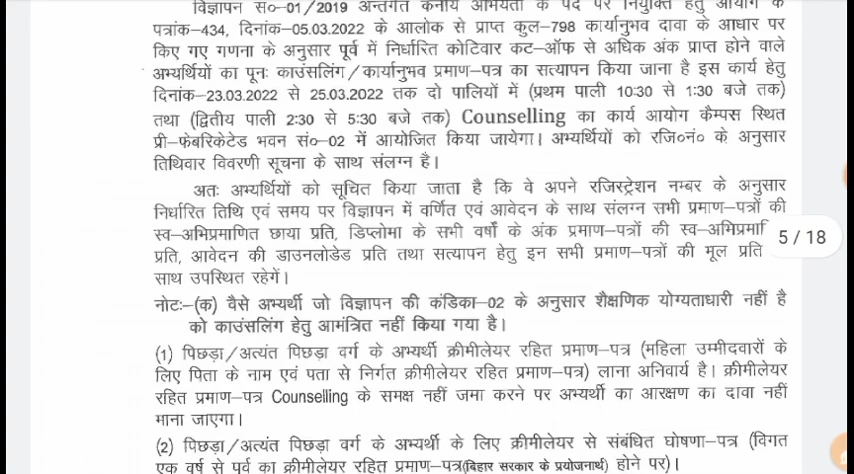 विज्ञापन सं०-01/2019 अन्तर्गत कनीय अभियंता के पद पर नियुक्ति हेतु आयोग के
पत्रांक-434, दिनांक-05.03.2022 के आलोक से प्राप्त कुल-798 कार्यानुभव दावा के आधार पर
किए गए गणना के अनुसार पूर्व में निर्धारित कोटिवार कट-ऑफ से अधिक अंक प्राप्त होने वाले
अभ्यर्थियों का पुनः काउंसलिंग/कार्यानुभव प्रमाण-पत्र का सत्यापन किया जाना है इस कार्य हेतु
दिनांक-23.03.2022 से 25.03.2022 तक दो पालियों में (प्रथम पाली 10:30 से 1:30 बजे तक)
तथा (द्वितीय पाली 2:30 से 5:30 बजे तक) Counselling का कार्य आयोग कैम्पस स्थित
प्री-फेबरिकेटेड भवन सं०-02 में आयोजित किया जायेगा। अभ्यर्थियों को रजि०नं० के अनुसार
तिथिवार विवरणी सूचना के साथ संलग्न है।
अतः अभ्यर्थियों को सूचित किया जाता है कि वे अपने रजिस्ट्रेशन नम्बर के अनुसार
निर्धारित तिथि एवं समय पर विज्ञापन में वर्णित एवं आवेदन के साथ संलग्न सभी प्रमाण-पत्रों की
स्व-अभिप्रमाणित छाया प्रति, डिप्लोमा के सभी वर्षों के अंक प्रमाण-पत्रों की
5 / 18
प्रति, आवेदन की डाउनलोडेड प्रति तथा सत्यापन हेतु इन सभी प्रमाण-पत्रों की मूल प्रति
साथ उपस्थित रहेगें।
नोटः-(क) वैसे अभ्यर्थी जो विज्ञापन की कंडिका-02 के अनुसार शैक्षणिक योग्यताधारी नहीं है
को काउंसलिंग हेतु आमंत्रित नहीं किया गया है।
(1) पिछड़ा/अत्यंत पिछड़ा वर्ग के अभ्यर्थी क्रीमीलेयर रहित प्रमाण-पत्र (महिला उम्मीदवारों के
लिए पिता के नाम एवं पता से निर्गत क्रीमीलेयर रहित प्रमाण-पत्र) लाना अनिवार्य है। क्रीमीलेयर
रहित प्रमाण-पत्र Counselling के समक्ष नहीं जमा करने पर अभ्यर्थी का आरक्षण का दावा नहीं
माना जाएगा।
(2) पिछड़ा/अत्यंत पिछड़ा वर्ग के अभ्यर्थी के लिए क्रीमीलेयर से संबंधित घोषणा-पत्र (विगत
एक वर्ष से पूर्व का क्रीमीलेयर रहित प्रमाण-पत्र(बिहार सरकार के प्रयोजनार्थ) होने पर)।